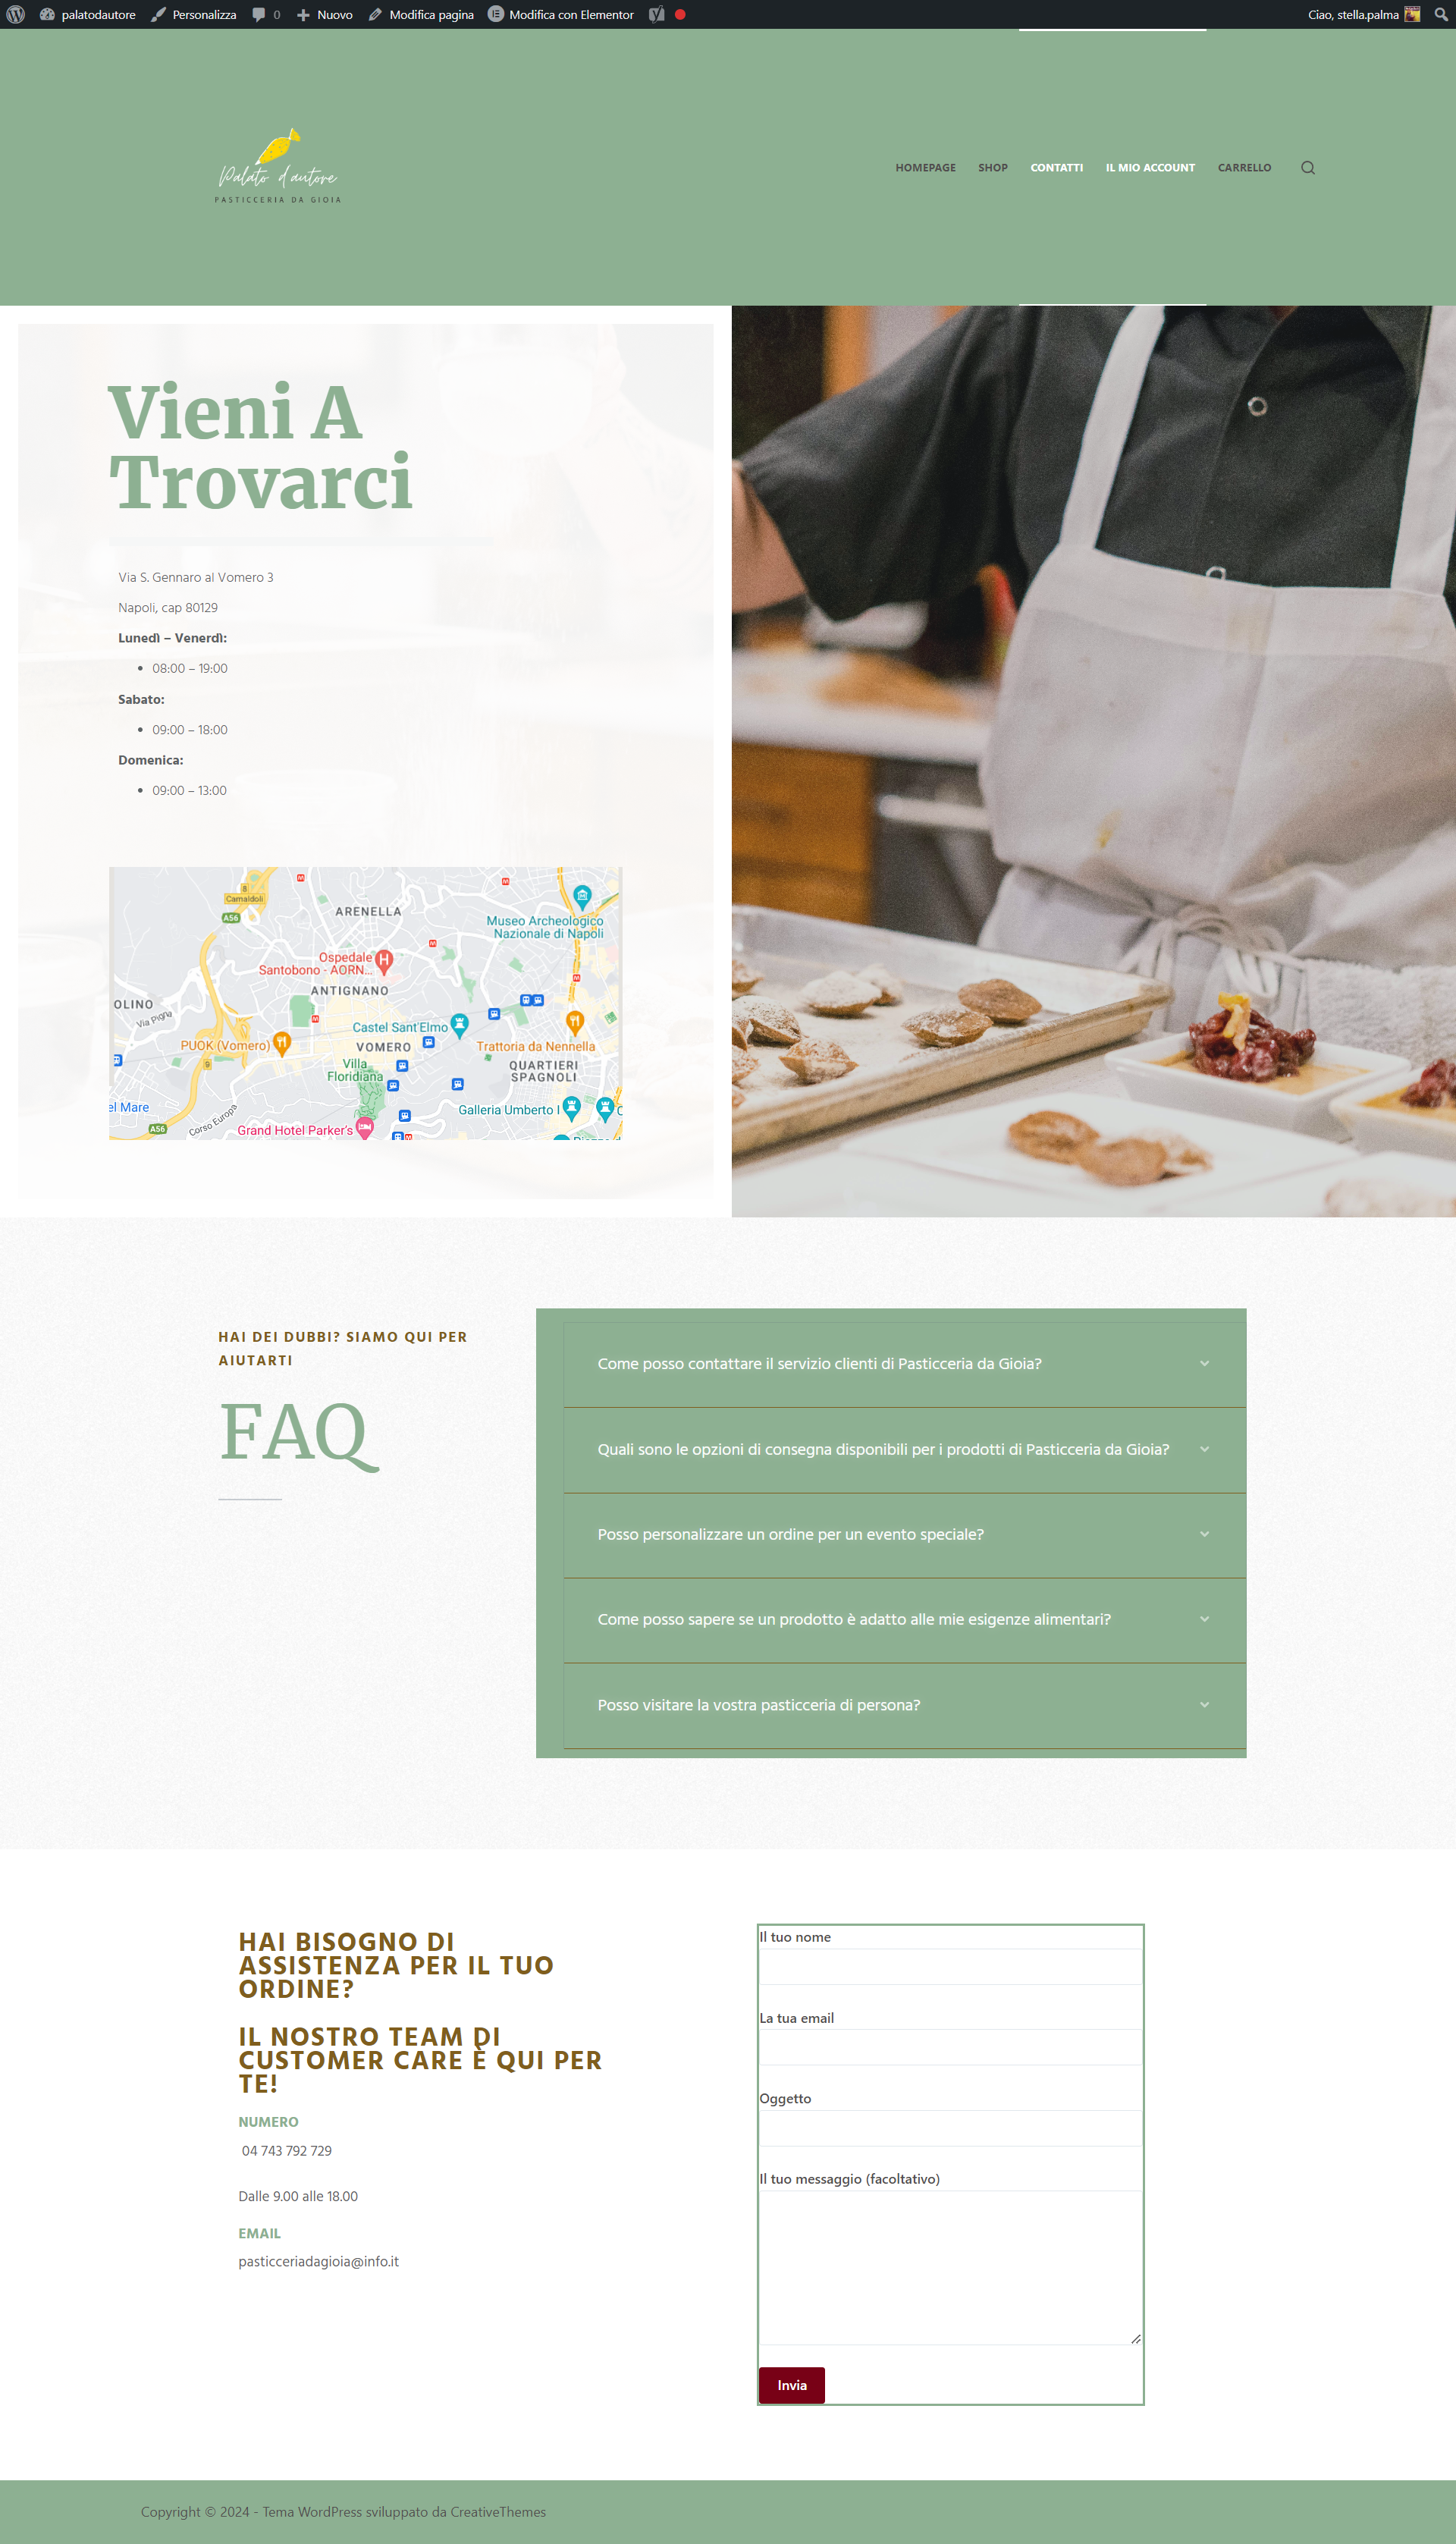 palatodautore Personalizza 0 Nuovo Modifica pagina Modifica con Elementor Ciao, stella.palma
Palato d'autore
PASTICCERIA DA GIOIA
HOMEPAGE SHOP CONTATTI IL MIO ACCOUNT CARRELLO
Vieni A
Trovarci
Via S. Gennaro al Vomero 3
Napoli, cap 80129
Lunedì – Venerdì:
08:00 – 19:00
Sabato:
09:00 – 18:00
Domenica:
09:00 – 13:00
8
Camaldoli
A56
ARENELLA
Museo Archeologico
Nazionale di Napoli
Ospedale
Santobono - AORN...
ANTIGNANO
OLINO
Via Pigna
Castel Sant'Elmo
PUOK (Vomero)
VOMERO
Trattoria da Nennella
9
Villa
Floridiana
QUARTIERI
SPAGNOLI
el Mare
Corso Europa
Galleria Umberto I
A56
Grand Hotel Parker's
HAI DEI DUBBI? SIAMO QUI PER
AIUTARTI
FAQ
Come posso contattare il servizio clienti di Pasticceria da Gioia?
Quali sono le opzioni di consegna disponibili per i prodotti di Pasticceria da Gioia?
Posso personalizzare un ordine per un evento speciale?
Come posso sapere se un prodotto è adatto alle mie esigenze alimentari?
Posso visitare la vostra pasticceria di persona?
HAI BISOGNO DI
ASSISTENZA PER IL TUO
ORDINE?
IL NOSTRO TEAM DI
CUSTOMER CARE È QUI PER
TE!
NUMERO
04 743 792 729
Dalle 9.00 alle 18.00
EMAIL
pasticceriadagioia@info.it
Il tuo nome
La tua email
Oggetto
Il tuo messaggio (facoltativo)
Invia
Copyright © 2024 - Tema WordPress sviluppato da CreativeThemes